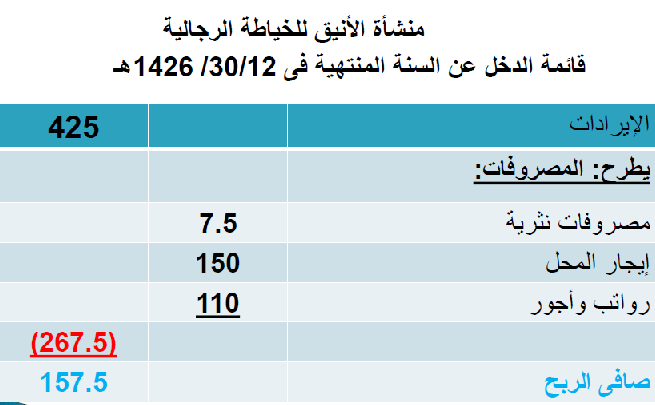 منشأة الأنيق للخياطة الرجالية
قائمة الدخل عن السنة المنتهية فى 30/12/ 1426هـ
الإيرادات 425
يطرح: المصروفات:
مصروفات نثرية 7.5
إيجار المحل 150
رواتب وأجور 110
(267.5)
صافى الربح 157.5